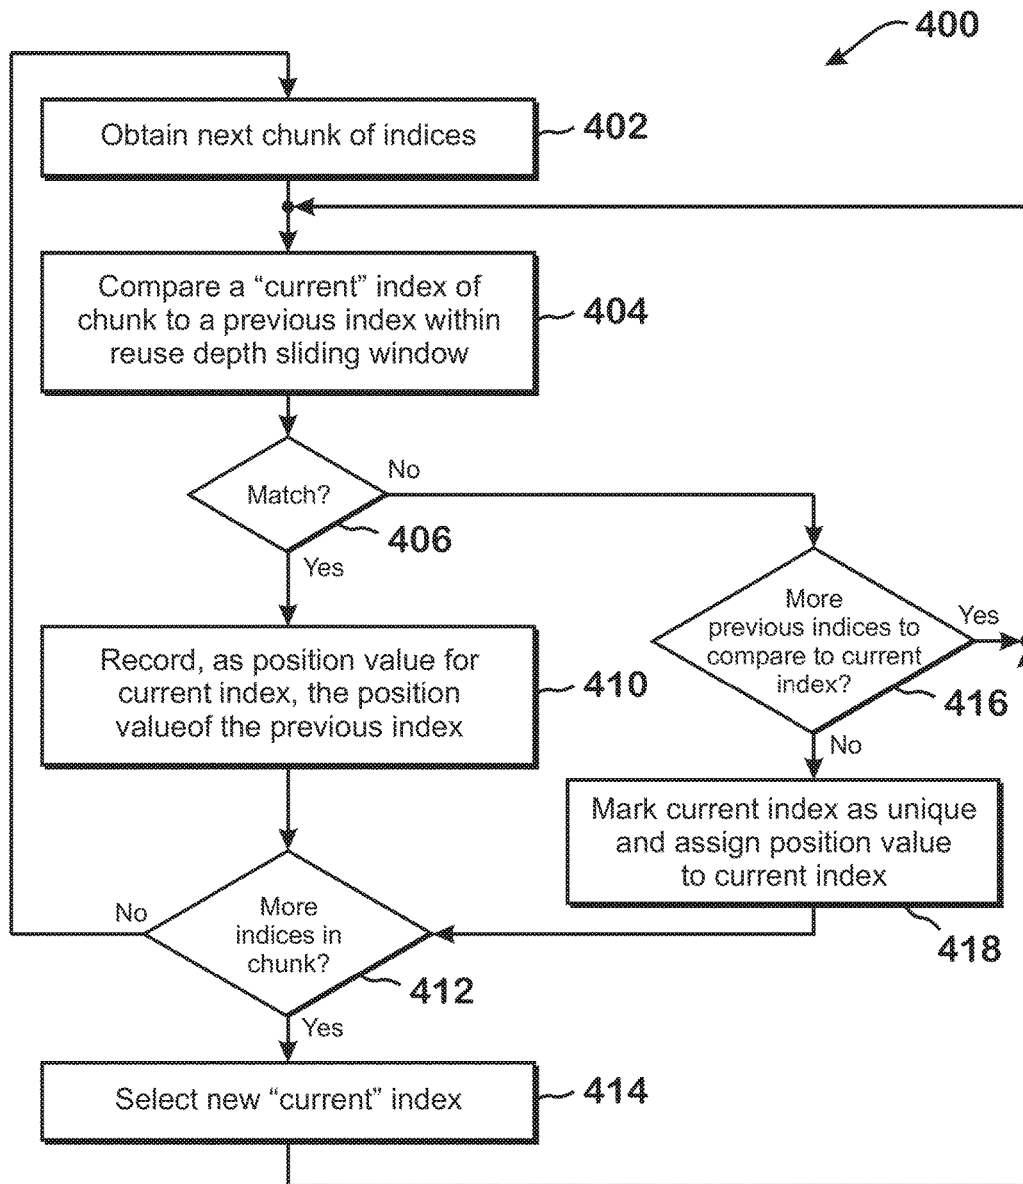 400
Obtain next chunk of indices
402
Compare a “current” index of
chunk to a previous index within
reuse depth sliding window
404
Match?
No
406
Yes
More
previous indices to
compare to current
index?
Yes
416
Record, as position value for
current index, the position
valueof the previous index
410
No
Mark current index as unique
and assign position value
to current index
418
No
More
indices in
chunk?
412
Yes
Select new “current” index
414